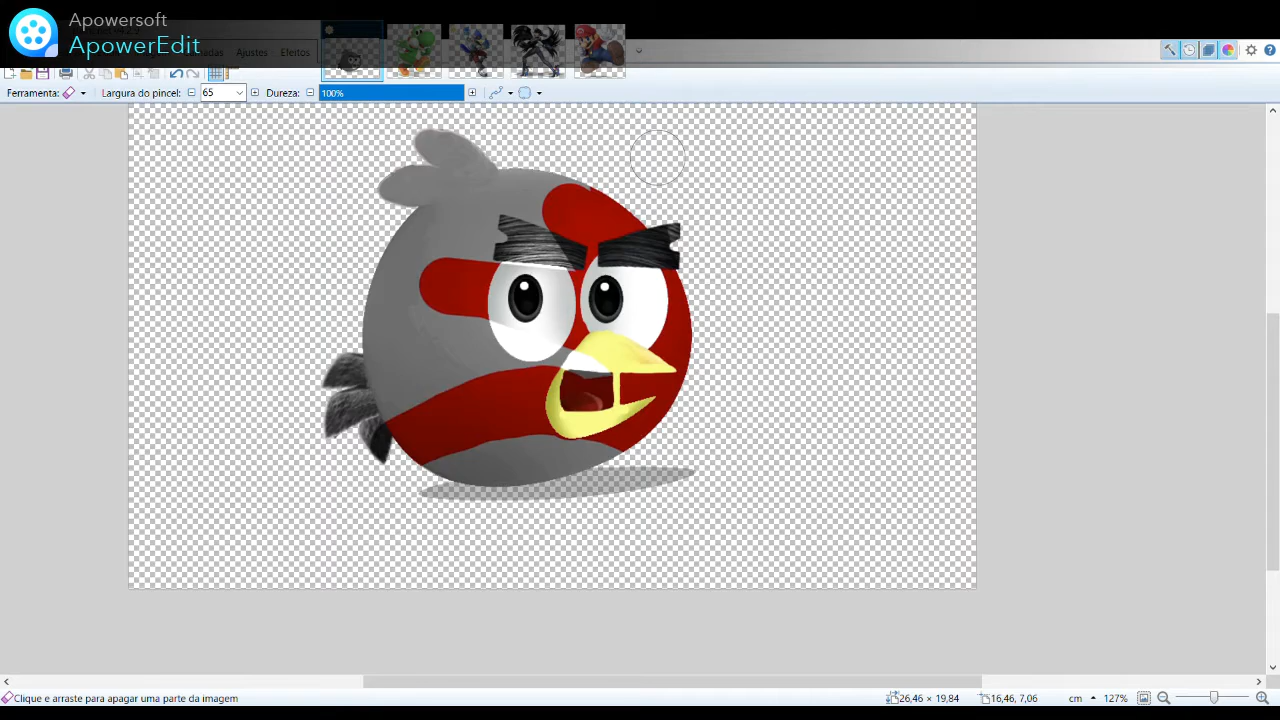 Apowersoft
ApowerEdit
Ajustes Efeitos
Ferramenta: Largura do pincel: 65 Dureza: 100%
Clique e arraste para apagar uma parte da imagem 26,46 × 19,84 16,46, 7,06 cm 127%